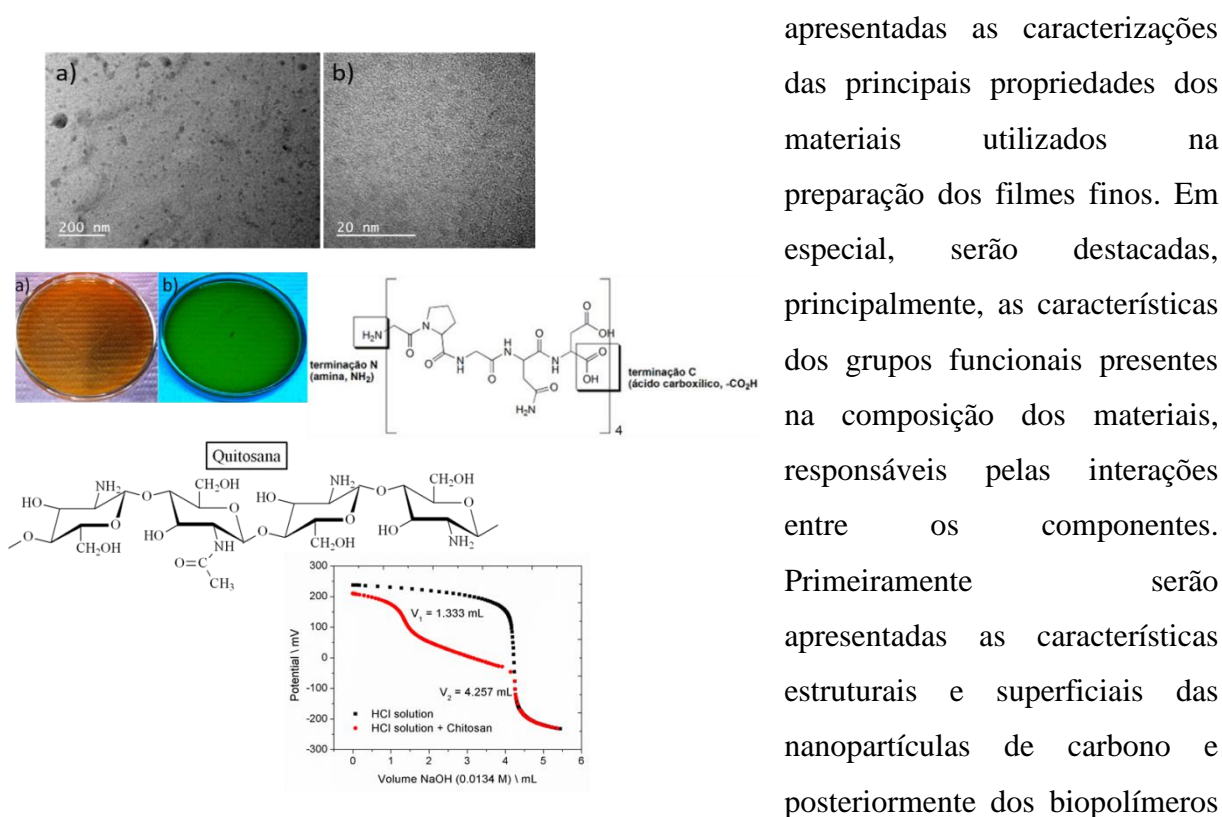 a)
b)
200 nm
20 nm
a)
b)
H₂N
O
N
O
N
H
O
H
N
O
O
H₂N
N
H
O
OH
O
O
OH
4
terminação N
(amina, NH₂)
terminação C
(ácido carboxílico, -CO₂H
Quitosana
HO
NH₂
O
O
CH₂OH
O
CH₂OH
O
HO
NH
O=C
CH₃
O
HO
NH₂
O
O
CH₂OH
CH₂OH
O
HO
NH₂
300
200
100
0
-100
-200
-300
Potential \ mV
V₁ = 1.333 mL
V₂ = 4.257 mL
HCl solution
HCl solution + Chitosan
0 1 2 3 4 5 6
Volume NaOH (0.0134 M) \ mL
apresentadas as caracterizações
das principais propriedades dos
materiais utilizados na
preparação dos filmes finos. Em
especial, serão destacadas,
principalmente, as características
dos grupos funcionais presentes
na composição dos materiais,
responsáveis pelas interações
entre os componentes.
Primeiramente serão
apresentadas as características
estruturais e superficiais das
nanopartículas de carbono e
posteriormente dos biopolímeros